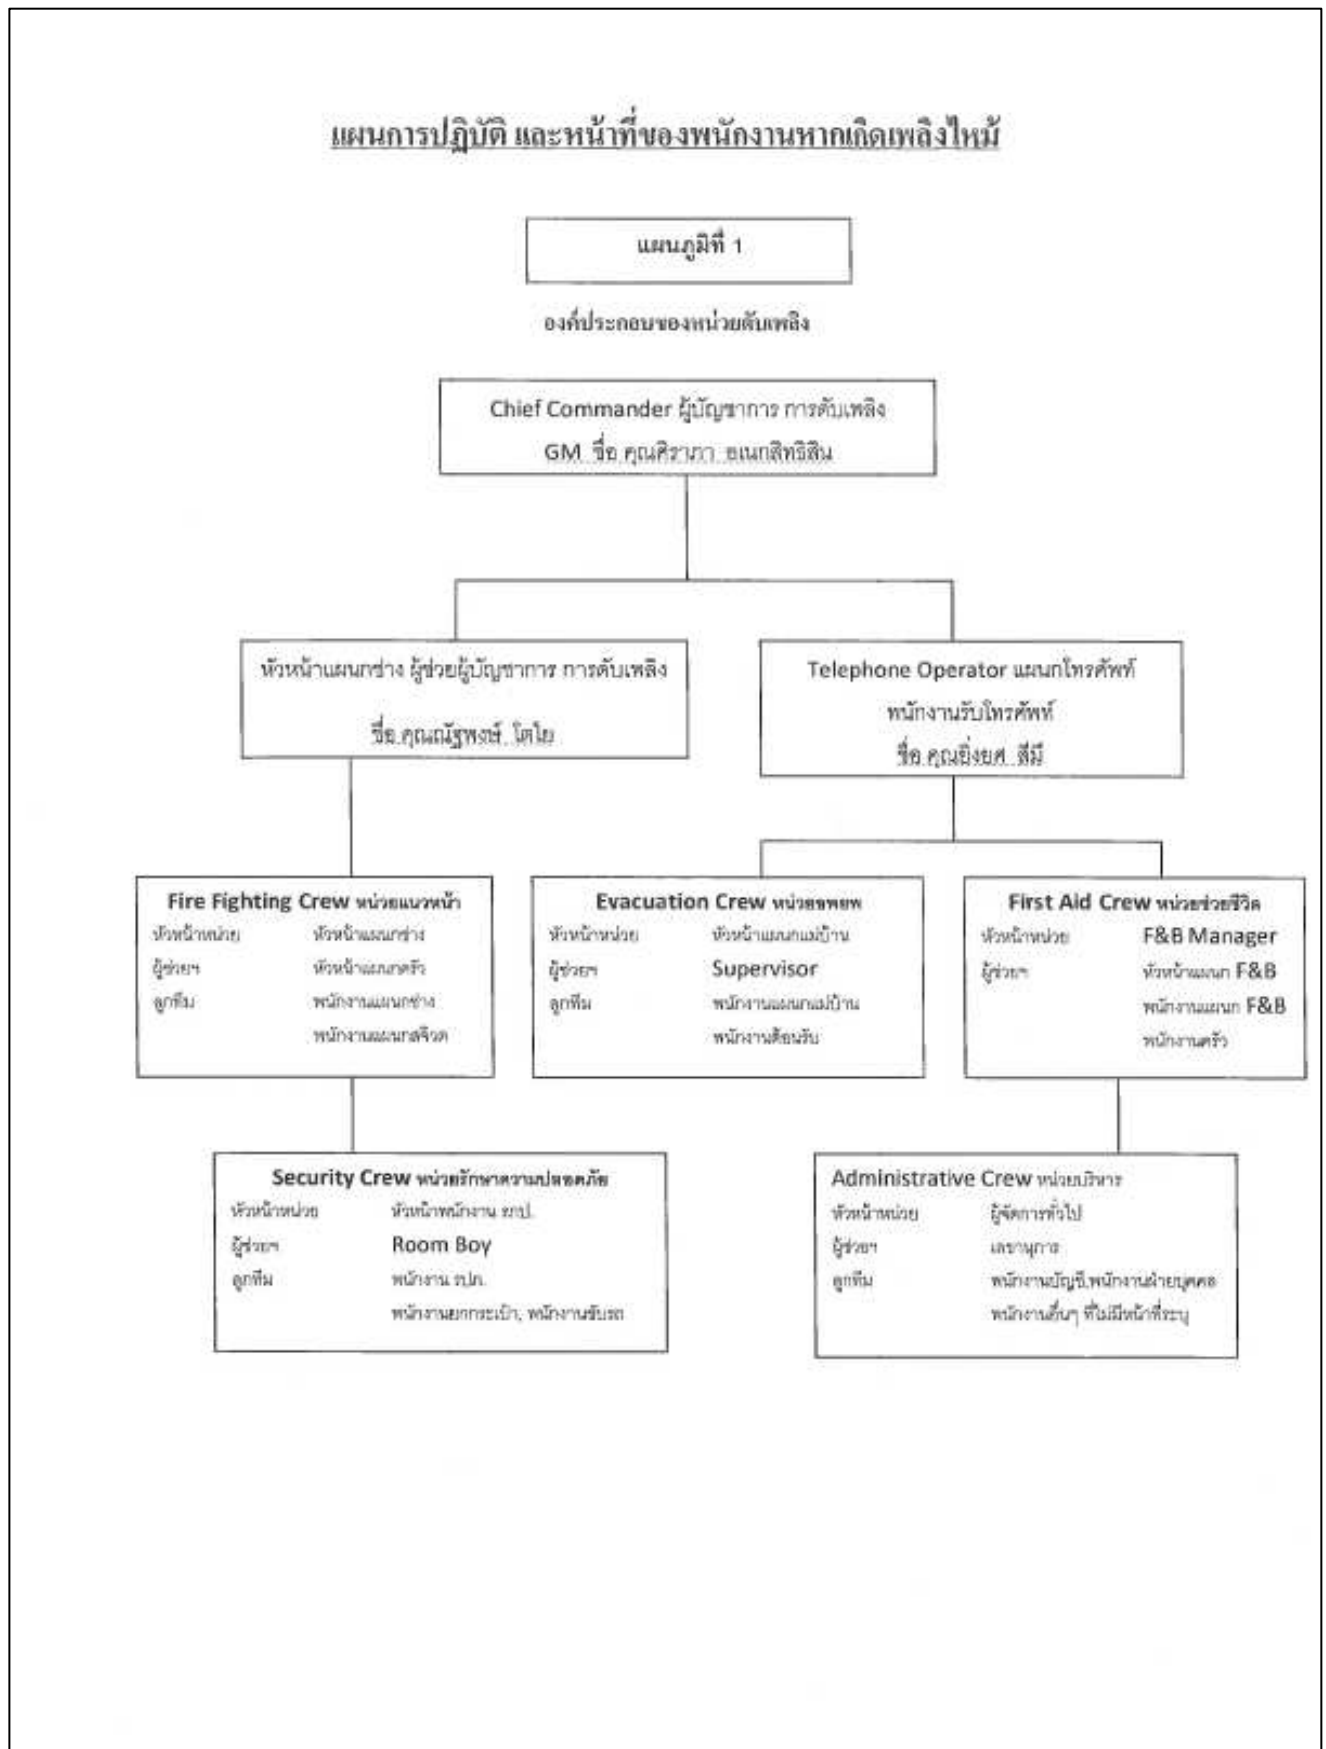 แผนการปฏิบัติ และหน้าที่ของพนักงานหากเกิดเพลิงไหม้
แผนภูมิที่ 1
องค์ประกอบของหน่วยดับเพลิง
Chief Commander ผู้บัญชาการ การดับเพลิง
GM ชื่อ คุณศิราภา อเนกสิทธิสิน
หัวหน้าแผนกช่าง ผู้ช่วยผู้บัญชาการ การดับเพลิง
ชื่อ คุณณัฐพงษ์ โตโย
Telephone Operator แผนกโทรศัพท์
พนักงานรับโทรศัพท์
ชื่อ คุณยิ่งยศ สีมี
Fire Fighting Crew หน่วยแนวหน้า
หัวหน้าหน่วย หัวหน้าแผนกช่าง
ผู้ช่วยฯ หัวหน้าแผนกครัว
ลูกทีม พนักงานแผนกช่าง
พนักงานแผนกสจ๊วต
Evacuation Crew หน่วยอพยพ
หัวหน้าหน่วย หัวหน้าแผนกแม่บ้าน
ผู้ช่วยฯ Supervisor
ลูกทีม พนักงานแผนกแม่บ้าน
พนักงานต้อนรับ
First Aid Crew หน่วยช่วยชีวิต
หัวหน้าหน่วย F&B Manager
ผู้ช่วยฯ หัวหน้าแผนก F&B
พนักงานแผนก F&B
พนักงานครัว
Security Crew หน่วยรักษาความปลอดภัย
หัวหน้าหน่วย หัวหน้าพนักงาน
ผู้ช่วยฯ Room Boy
ลูกทีม พนักงาน รปภ.
พนักงานยกกระเป๋า, พนักงานขับรถ
Administrative Crew หน่วยบริหาร
หัวหน้าหน่วย ผู้จัดการทั่วไป
ผู้ช่วยฯ เลขานุการ
ลูกทีม พนักงานบัญชี,พนักงานฝ่ายบุคคล
พนักงานอื่นๆ ที่ไม่มีหน้าที่ระบุ